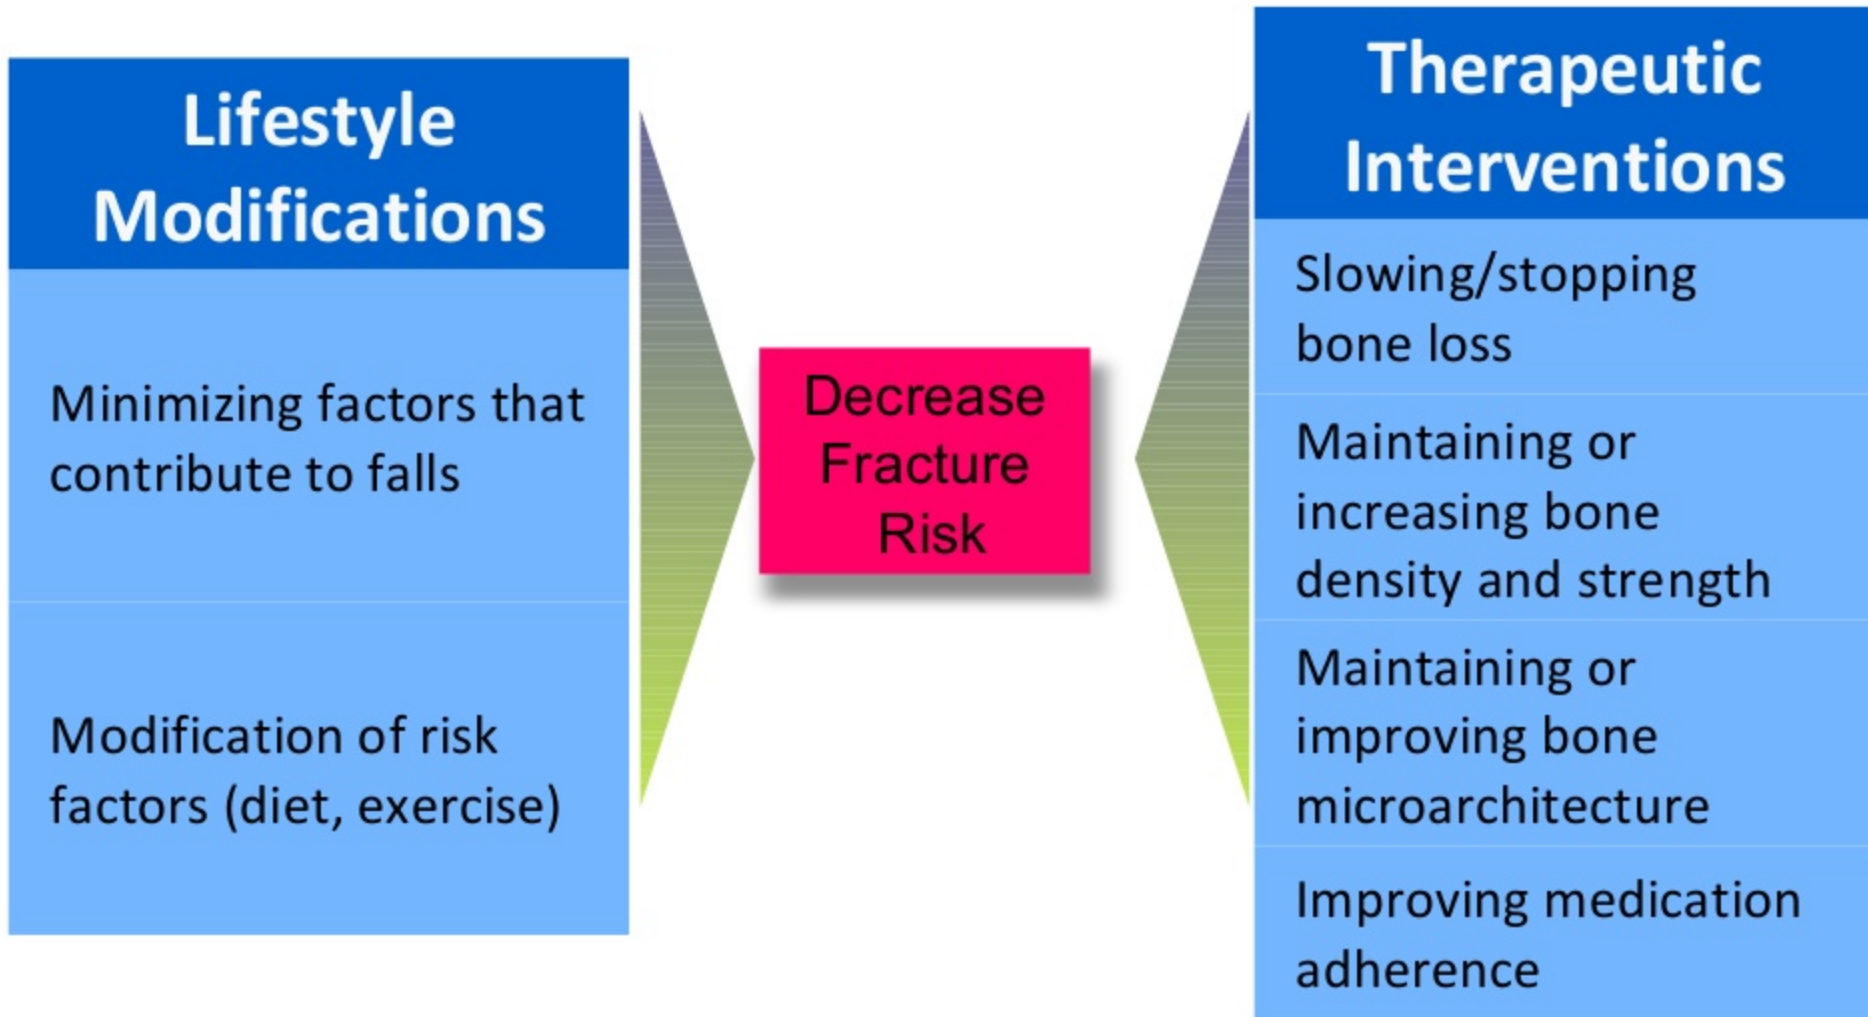 Lifestyle
Modifications
Minimizing factors that
contribute to falls
Modification of risk
factors (diet, exercise)
Decrease
Fracture
Risk
Therapeutic
Interventions
Slowing/stopping
bone loss
Maintaining or
increasing bone
density and strength
Maintaining or
improving bone
microarchitecture
Improving medication
adherence